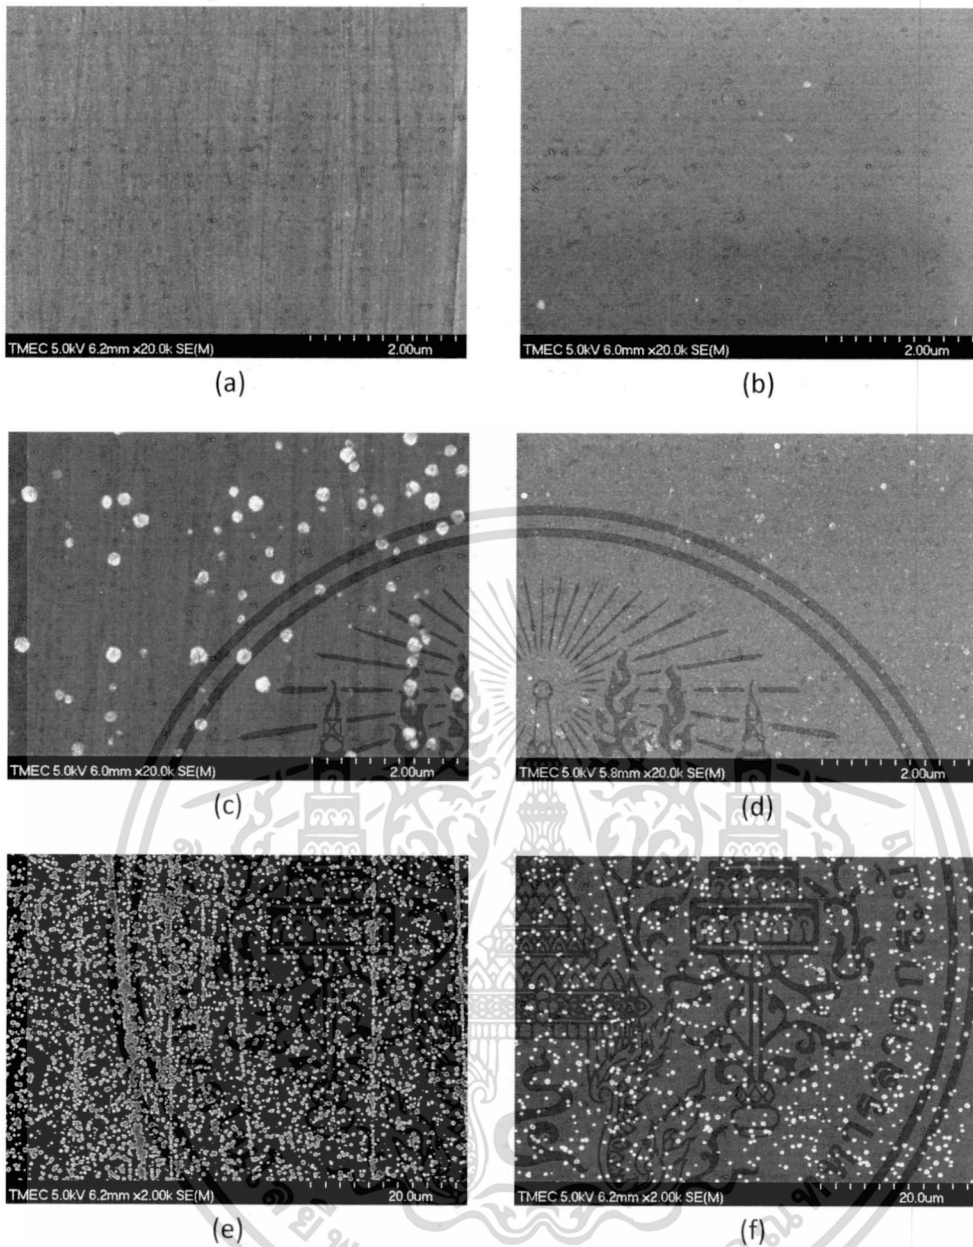 TMEC 5.0kV 6.2mm x20.0k SE(M) 2.00um
TMEC 5.0kV 6.0mm x20.0k SE(M) 2.00um
(a)
(b)
TMEC 5.0kV 6.0mm x20.0k SE(M) 2.00um
TMEC 5.0kV 5.8mm x20.0k SE(M) 2.00um
(c)
(d)
TMEC 5.0kV 6.2mm x2.00k SE(M) 20.0um
TMEC 5.0kV 6.2mm x2.00k SE(M) 20.0um
(e)
(f)